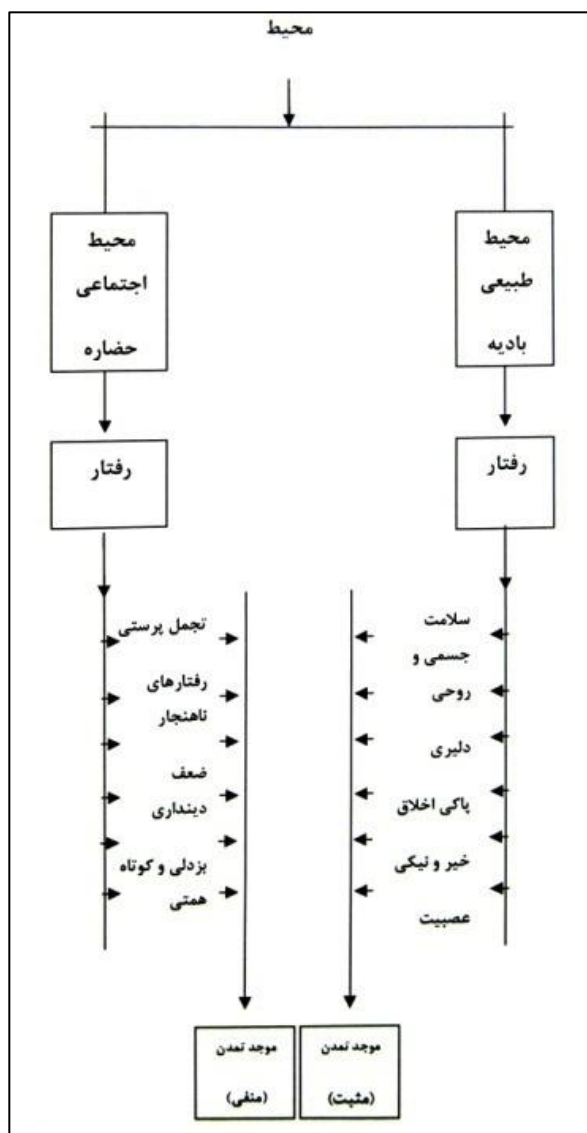 محیط
محیط
طبیعی
بادیه
محیط
اجتماعی
حضاره
رفتار
رفتار
سلامت
جسمی و
روحی
دلیری
پاکی اخلاق
خیر و نیکی
عصبیت
تجمل پرستی
رفتارهای
ناهنجار
ضعف
دینداری
بزدلی و کوتاه
همتی
موجد تمدن
(مثبت)
موجد تمدن
(منفی)